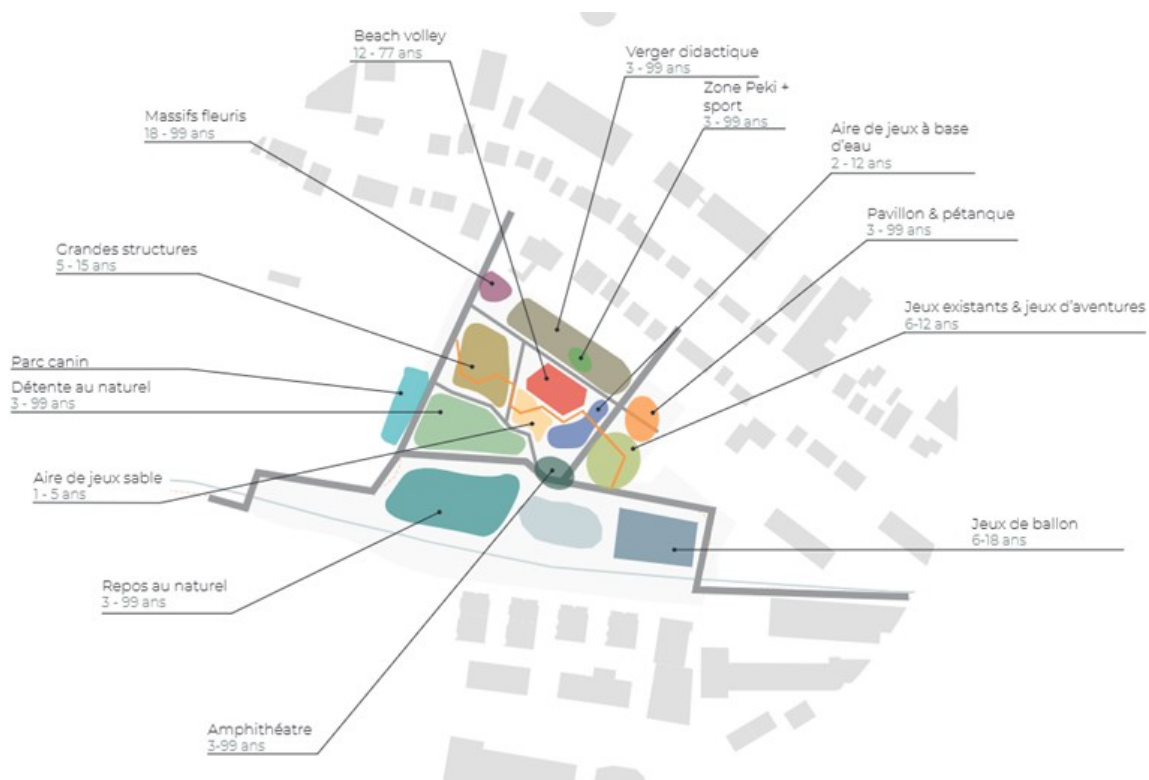 Beach volley
12 - 77 ans
Verger didactique
3 - 99 ans
Zone Peki +
sport
3 - 99 ans
Massifs fleuris
18 - 99 ans
Aire de jeux à base
d'eau
2 - 12 ans
Pavillon & pétanque
3 - 99 ans
Grandes structures
5 - 15 ans
Jeux existants & jeux d'aventures
6-12 ans
Parc canin
Détente au naturel
3 - 99 ans
Aire de jeux sable
1 - 5 ans
Jeux de ballon
6-18 ans
Repos au naturel
3 - 99 ans
Amphithéatre
3-99 ans